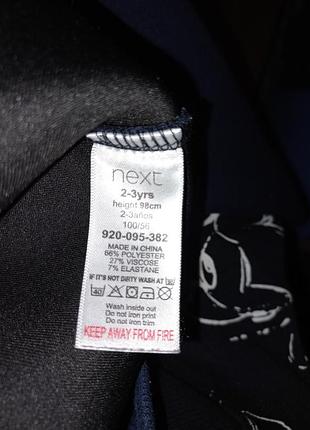 next
2-3yrs
height 98cm
2-3años
100/56
920-095-382
MADE IN CHINA
66% POLYESTER
27% VISCOSE
7% ELASTANE
IF IT'S NOT DIRTY WASH AT 30
40
Wash inside out
Do not iron print
Do not iron trim
KEEP AWAY FROM FIRE